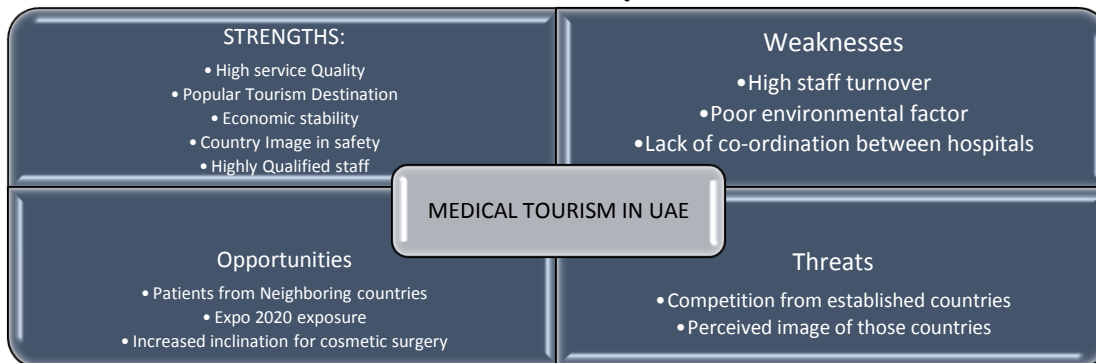 STRENGTHS:
• High service Quality
• Popular Tourism Destination
• Economic stability
• Country Image in safety
• Highly Qualified staff
Weaknesses
•High staff turnover
•Poor environmental factor
•Lack of co-ordination between hospitals
MEDICAL TOURISM IN UAE
Opportunities
• Patients from Neighboring countries
• Expo 2020 exposure
• Increased inclination for cosmetic surgery
Threats
• Competition from established countries
• Perceived image of those countries